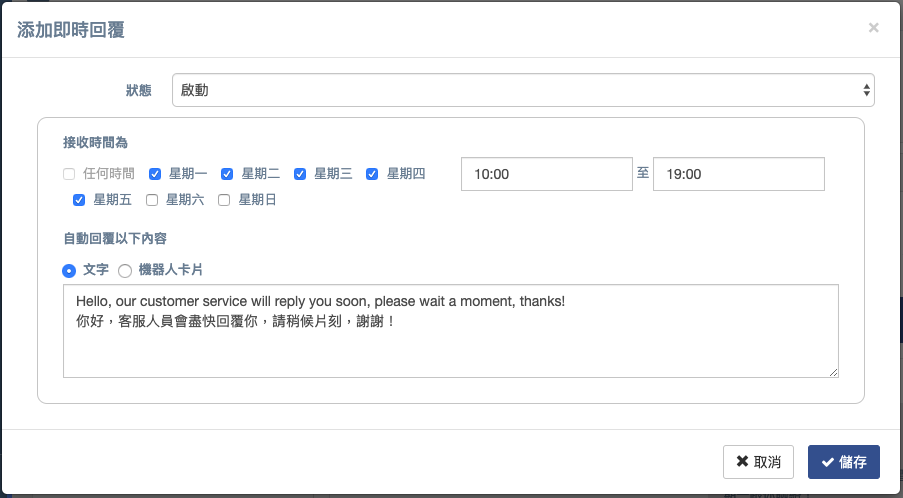 添加即時回覆
×
狀態
啟動
接收時間為
任何時間 星期一 星期二 星期三 星期四
10:00 至 19:00
星期五 星期六 星期日
自動回覆以下內容
文字 機器人卡片
Hello, our customer service will reply you soon, please wait a moment, thanks!
你好，客服人員會盡快回覆你，請稍候片刻，謝謝！
取消 儲存